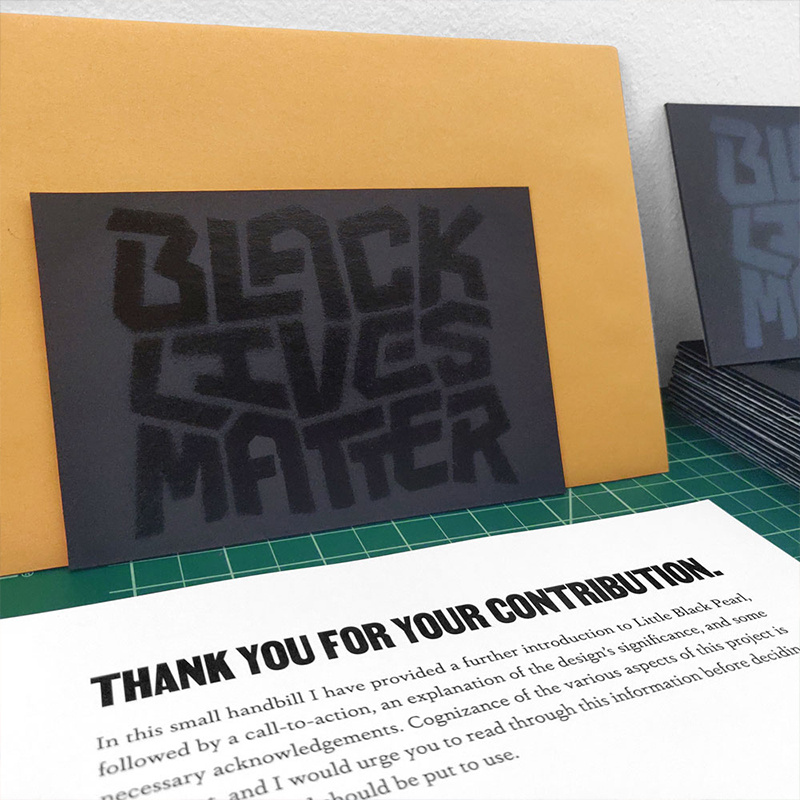 BLACK
LIVES
MATTER
BLA
LI
MA
THANK YOU FOR YOUR CONTRIBUTION.
In this small handbill I have provided a further introduction to Little Black Pearl,
followed by a call-to-action, an explanation of the design's significance, and some
necessary acknowledgements. Cognizance of the various aspects of this project is
and I would urge you to read through this information before decidin
should be put to use.